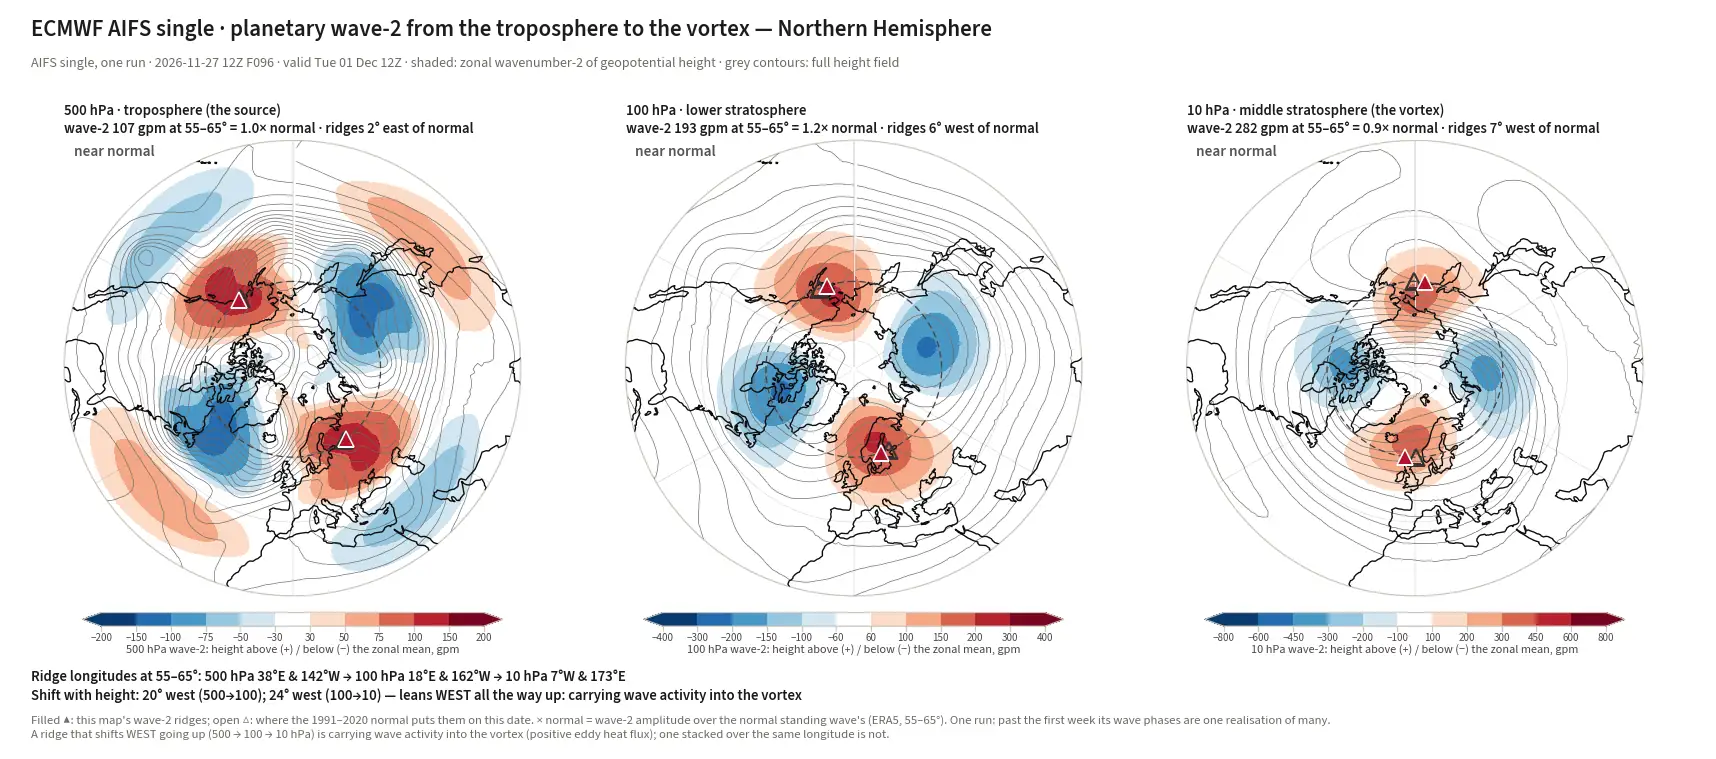 ECMWF AIFS single · planetary wave-2 from the troposphere to the vortex — Northern Hemisphere
AIFS single, one run · 2026-11-27 12Z F096 · valid Tue 01 Dec 12Z · shaded: zonal wavenumber-2 of geopotential height · grey contours: full height field
500 hPa · troposphere (the source)
wave-2 107 gpm at 55–65° = 1.0× normal · ridges 2° east of normal
near normal
100 hPa · lower stratosphere
wave-2 193 gpm at 55–65° = 1.2× normal · ridges 6° west of normal
near normal
10 hPa · middle stratosphere (the vortex)
wave-2 282 gpm at 55–65° = 0.9× normal · ridges 7° west of normal
near normal
−200 −150 −100 −75 −50 −30 30 50 75 100 150 200
500 hPa wave-2: height above (+) / below (−) the zonal mean, gpm
−400 −300 −200 −150 −100 −60 60 100 150 200 300 400
100 hPa wave-2: height above (+) / below (−) the zonal mean, gpm
−800 −600 −450 −300 −200 −100 100 200 300 450 600 800
10 hPa wave-2: height above (+) / below (−) the zonal mean, gpm
Ridge longitudes at 55–65°: 500 hPa 38°E & 142°W → 100 hPa 18°E & 162°W → 10 hPa 7°W & 173°E
Shift with height: 20° west (500→100); 24° west (100→10) — leans WEST all the way up: carrying wave activity into the vortex
Filled ▲: this map's wave-2 ridges; open △: where the 1991–2020 normal puts them on this date. × normal = wave-2 amplitude over the normal standing wave's (ERA5, 55–65°). One run: past the first week its wave phases are one realisation of many.
A ridge that shifts WEST going up (500 → 100 → 10 hPa) is carrying wave activity into the vortex (positive eddy heat flux); one stacked over the same longitude is not.